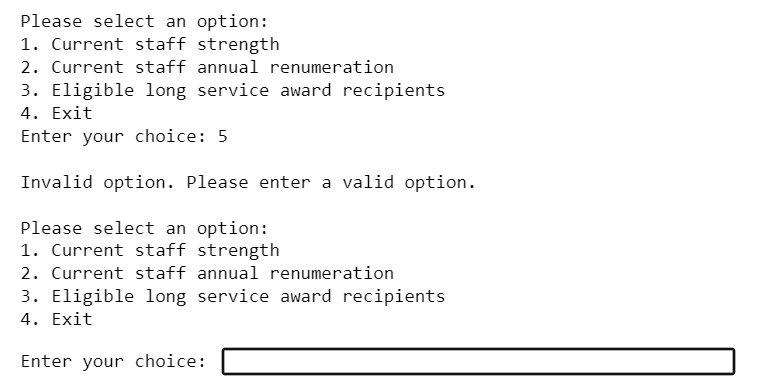 Please select an option:
1. Current staff strength
2. Current staff annual renumeration
3. Eligible long service award recipients
4. Exit
Enter your choice: 5
Invalid option. Please enter a valid option.
Please select an option:
1. Current staff strength
2. Current staff annual renumeration
3. Eligible long service award recipients
4. Exit
Enter your choice: